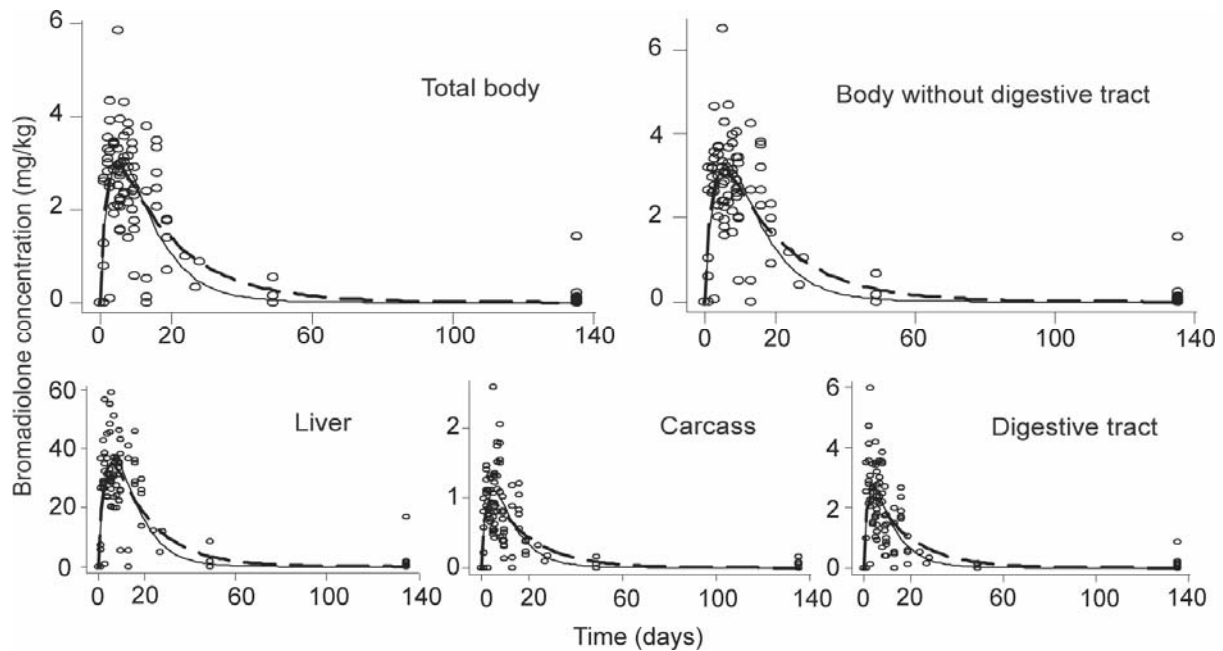 Bromadiolone concentration (mg/kg)
6
4
2
0
0 20 60 100 140
Total body
6
4
2
0
0 20 60 100 140
Body without digestive tract
60
40
20
0
0 20 60 100 140
Liver
2
1
0
0 20 60 100 140
Carcass
6
4
2
0
0 20 60 100 140
Digestive tract
Time (days)